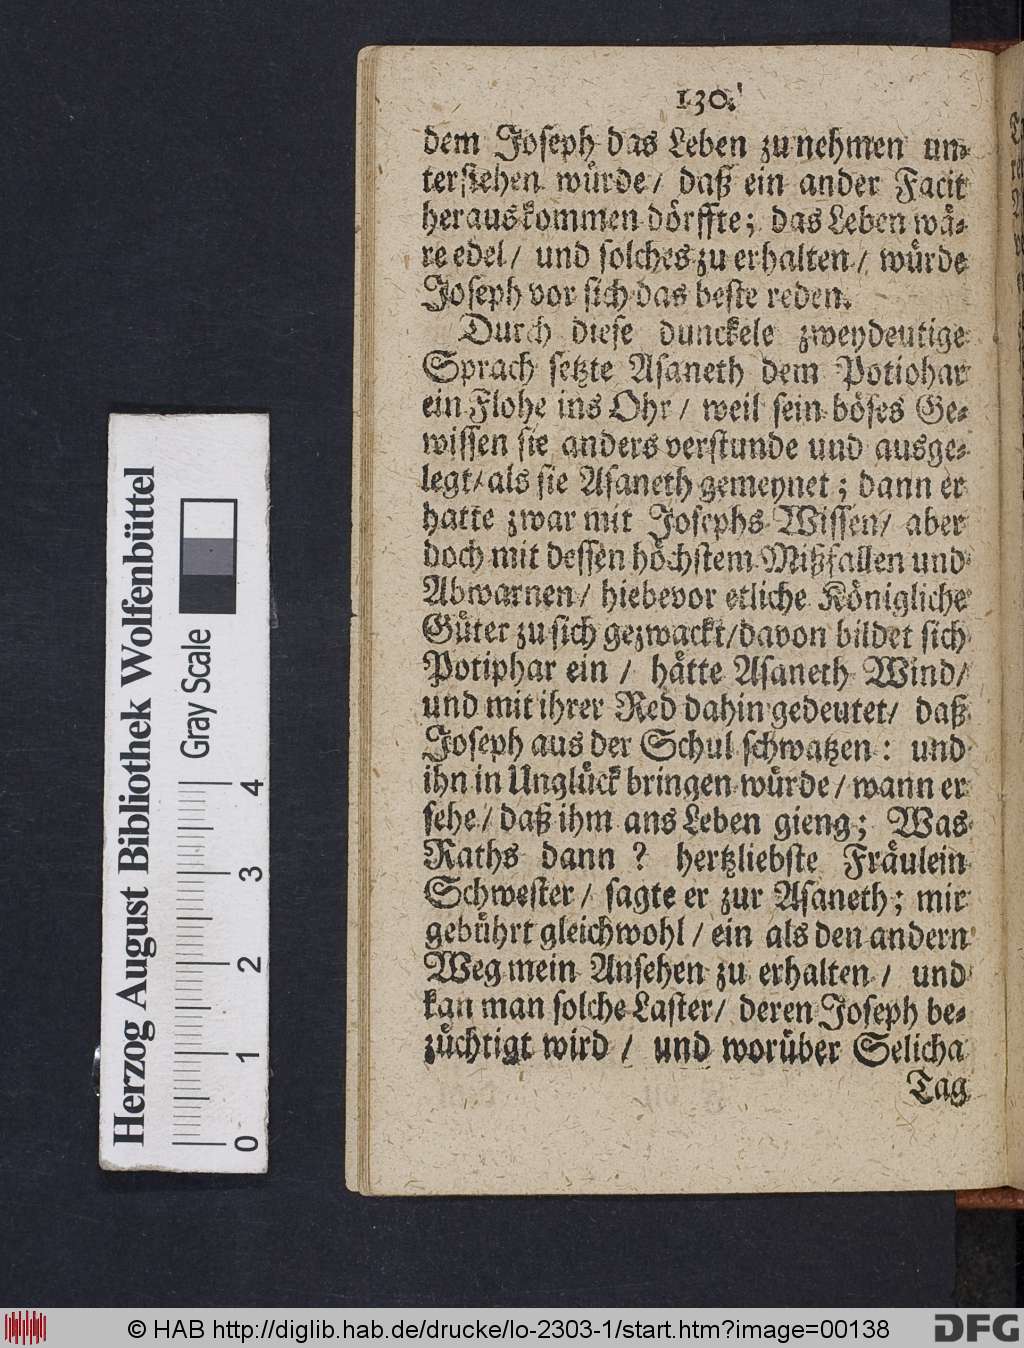 130.
dem Joseph das Leben zu nehmen un⸗
terstehen würde/ daß ein ander Facit
herauskommen dörffte; das Leben wä⸗
re edel/ und solches zu erhalten/ würde
Joseph vor sich das beste reden.
Durch diese dunckele zweydeutige
Sprach setzte Asaneth dem Potiphar
ein Flohe ins Ohr/ weil sein böses Ge⸗
wissen sie anders verstunde und ausge⸗
legt/ als sie Asaneth gemeynet; dann er
hatte zwar mit Josephs Wissen/ aber
doch mit dessen höchstem Mißfallen und
Abwarnen/ hiebevor etliche Königliche
Güter zu sich gezwackt/ davon bildet sich
Potiphar ein/ hätte Asaneth Wind/
und mit ihrer Red dahin gedeutet/ daß
Joseph aus der Schul schwatzen: und
ihn in Unglück bringen würde/ wann er
sehe/ daß ihm ans Leben gieng; Was
Raths dann? hertzliebste Fräulein
Schwester/ sagte er zur Asaneth; mir
gebührt gleichwohl/ ein als den andern
Weg mein Ansehen zu erhalten/ und
kan man solche Laster/ deren Joseph be⸗
züchtigt wird/ und worüber Selicha
Tag
Herzog August Bibliothek Wolfenbüttel
Gray Scale
0 1 2 3 4
© HAB http://diglib.hab.de/drucke/lo-2303-1/start.htm?image=00138
DFG